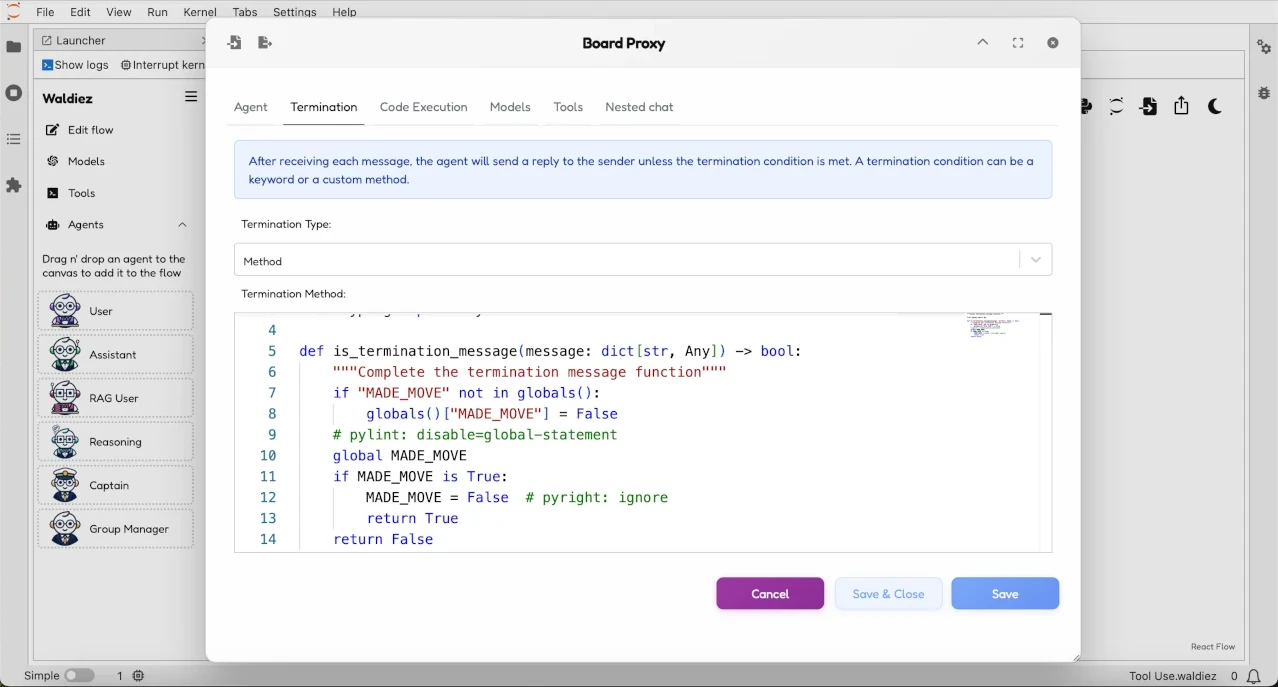 File Edit View Run Kernel Tabs Settings Help
Launcher
Show logs Interrupt kern
Waldiez
Edit flow
Models
Tools
Agents
Drag n' drop an agent to the
canvas to add it to the flow
User
Assistant
RAG User
Reasoning
Captain
Group Manager
Board Proxy
Agent Termination Code Execution Models Tools Nested chat
After receiving each message, the agent will send a reply to the sender unless the termination condition is met. A termination condition can be a
keyword or a custom method.
Termination Type:
Method
Termination Method:
4
5 def is_termination_message(message: dict[str, Any]) -> bool:
6 """Complete the termination message function"""
7 if "MADE_MOVE" not in globals():
8 globals()["MADE_MOVE"] = False
9 # pylint: disable=global-statement
10 global MADE_MOVE
11 if MADE_MOVE is True:
12 MADE_MOVE = False # pyright: ignore
13 return True
14 return False
Cancel Save & Close Save
React Flow
Simple 1 Tool Use.waldiez 0